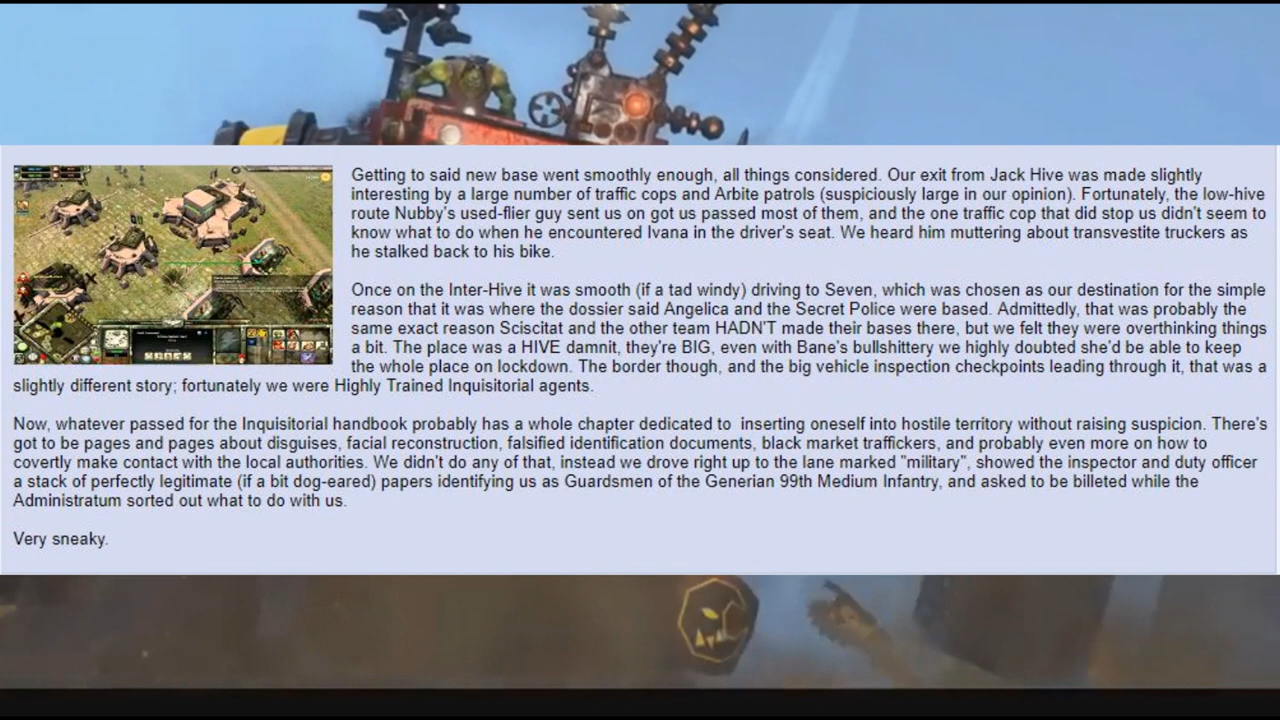 Getting to said new base went smoothly enough, all things considered. Our exit from Jack Hive was made slightly
interesting by a large number of traffic cops and Arbite patrols (suspiciously large in our opinion). Fortunately, the low-hive
route Nubby's used-flier guy sent us on got us passed most of them, and the one traffic cop that did stop us didn't seem to
know what to do when he encountered Ivana in the driver's seat. We heard him muttering about transvestite truckers as
he stalked back to his bike.
Once on the Inter-Hive it was smooth (if a tad windy) driving to Seven, which was chosen as our destination for the simple
reason that it was where the dossier said Angelica and the Secret Police were based. Admittedly, that was probably the
same exact reason Sciscitat and the other team HADN'T made their bases there, but we felt they were overthinking things
a bit. The place was a HIVE damnit, they're BIG, even with Bane's bullshittery we highly doubted she'd be able to keep
the whole place on lockdown. The border though, and the big vehicle inspection checkpoints leading through it, that was a
slightly different story; fortunately we were Highly Trained Inquisitorial agents.
Now, whatever passed for the Inquisitorial handbook probably has a whole chapter dedicated to  inserting oneself into hostile territory without raising suspicion. There's
got to be pages and pages about disguises, facial reconstruction, falsified identification documents, black market traffickers, and probably even more on how to
covertly make contact with the local authorities. We didn't do any of that, instead we drove right up to the lane marked "military", showed the inspector and duty officer
a stack of perfectly legitimate (if a bit dog-eared) papers identifying us as Guardsmen of the Generian 99th Medium Infantry, and asked to be billeted while the
Administratum sorted out what to do with us.
Very sneaky.